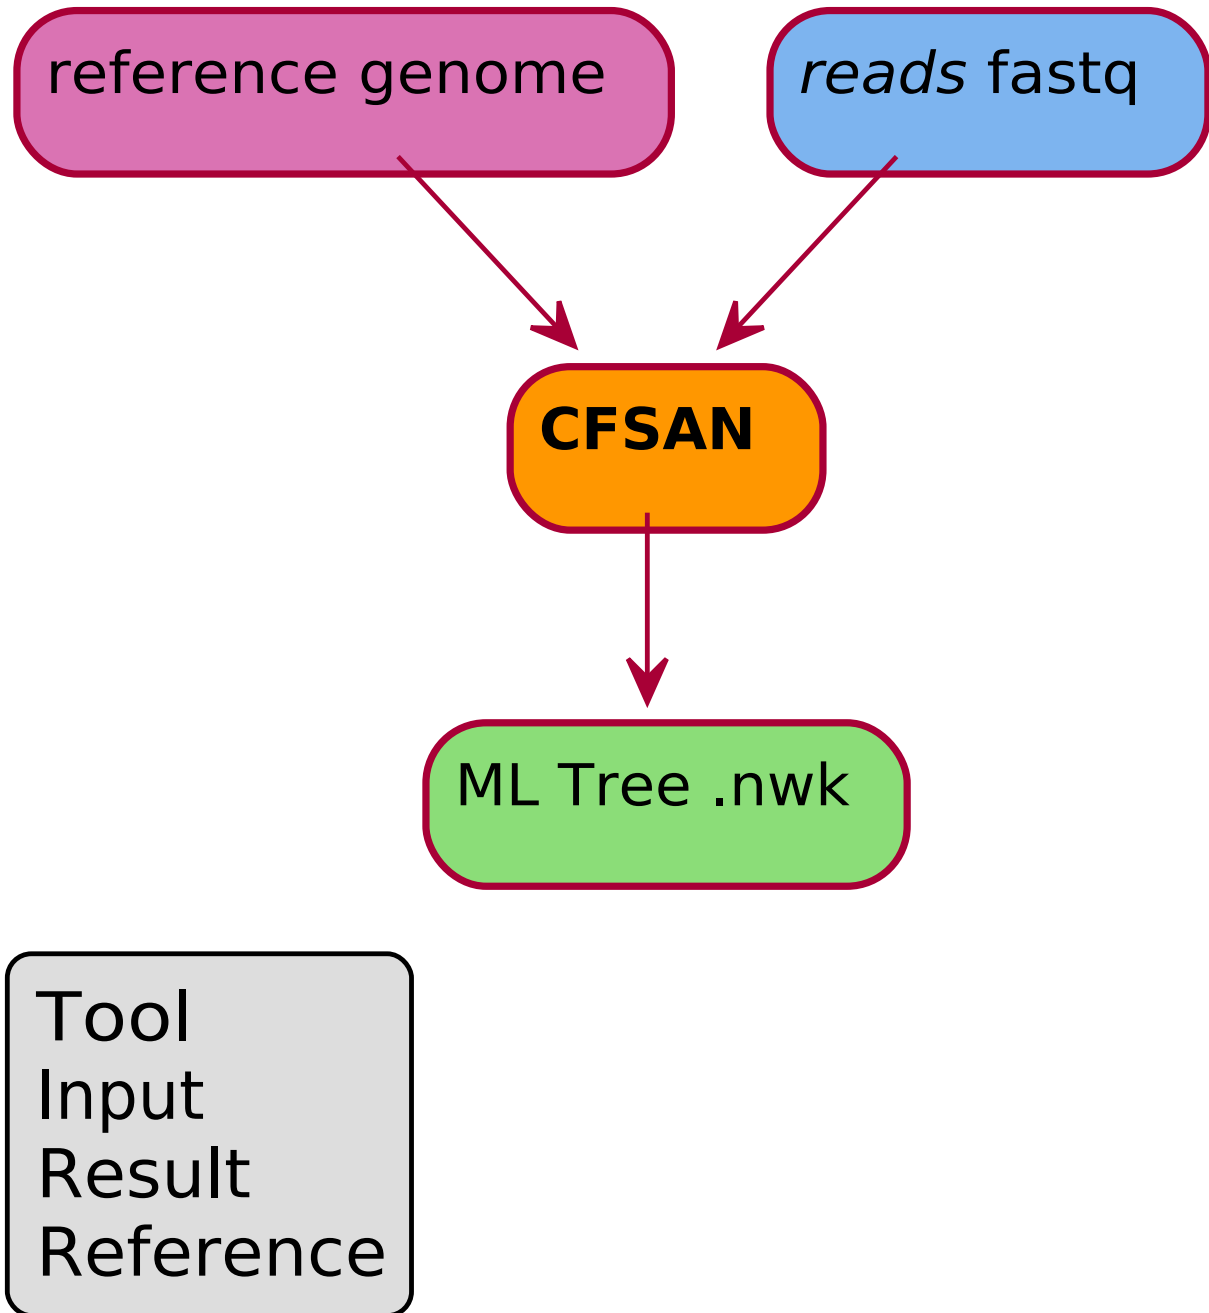 reference genome
reads fastq
CFSAN
ML Tree .nwk
Tool
Input
Result
Reference